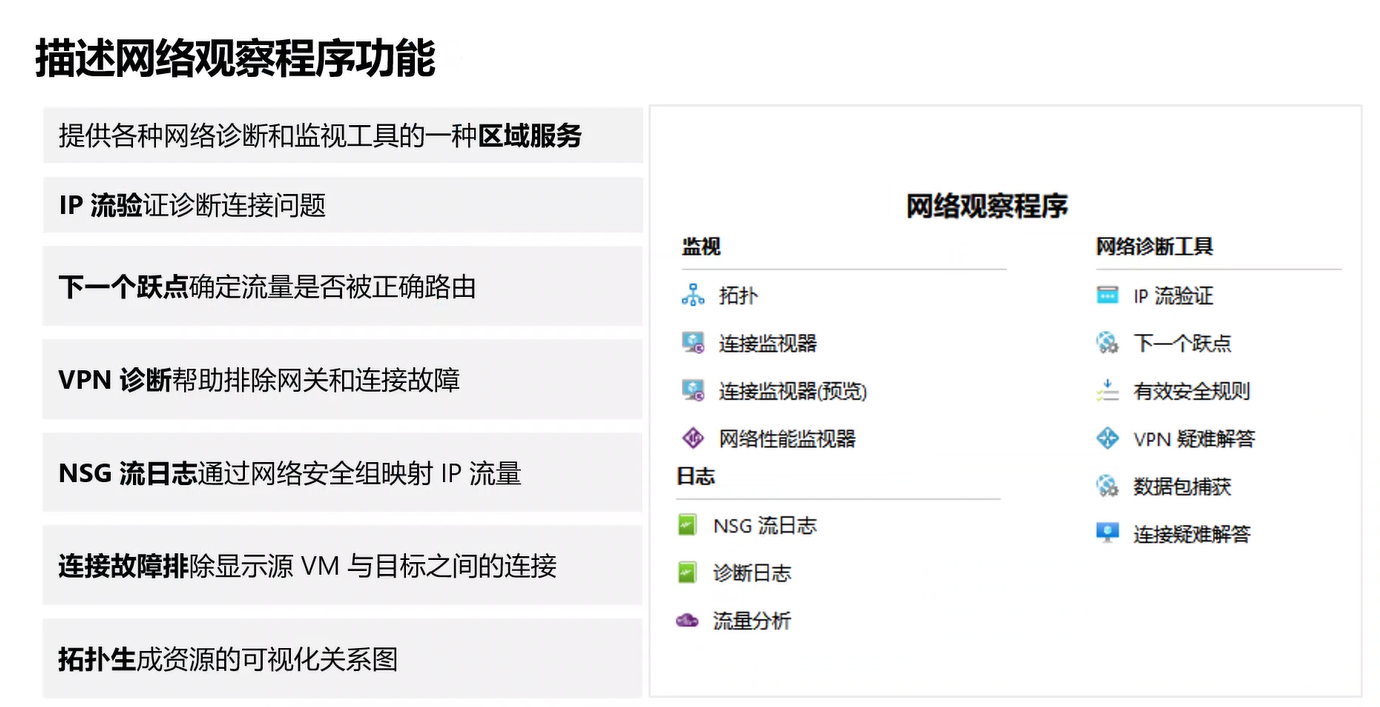 描述网络观察程序功能
提供各种网络诊断和监视工具的一种区域服务
IP 流验证诊断连接问题
下一个跃点确定流量是否被正确路由
VPN 诊断帮助排除网关和连接故障
NSG 流日志通过网络安全组映射 IP 流量
连接故障排除显示源 VM 与目标之间的连接
拓扑生成资源的可视化关系图
网络观察程序
监视
拓扑
连接监视器
连接监视器(预览)
网络性能监视器
日志
NSG 流日志
诊断日志
流量分析
网络诊断工具
IP 流验证
下一个跃点
有效安全规则
VPN 疑难解答
数据包捕获
连接疑难解答